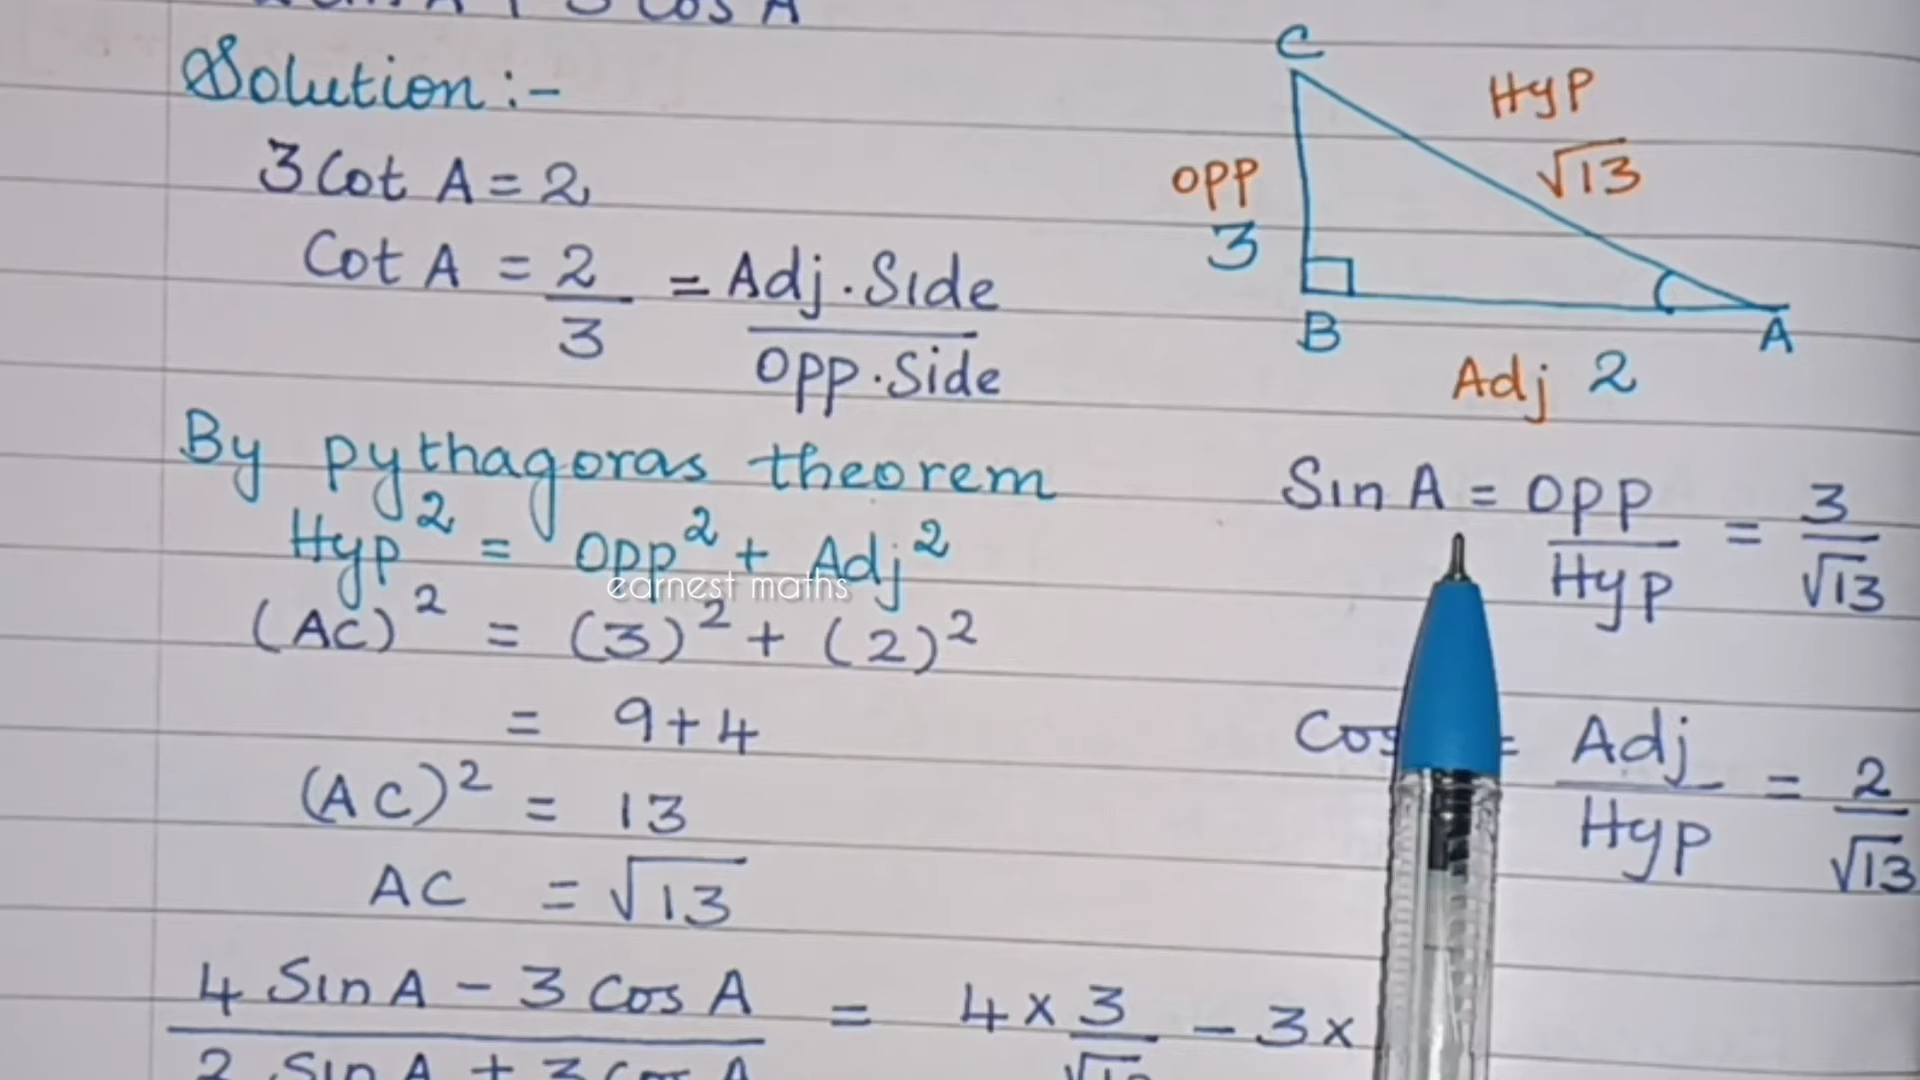 3 Cos A
Solution :-
3 Cot A = 2
Cot A = 2/3 = Adj. Side/Opp. Side
By pythagoras theorem
Hyp² = Opp² + Adj²
earnest maths
(AC)² = (3)² + (2)²
= 9+4
(AC)² = 13
AC = √13
4 Sin A - 3 Cos A / 2 Sin A + 3 Cos A = 4 × 3/√13 - 3 ×
C
Hyp
√13
Opp
3
B
A
Adj 2
Sin A = Opp/Hyp = 3/√13
Cos = Adj/Hyp = 2/√13